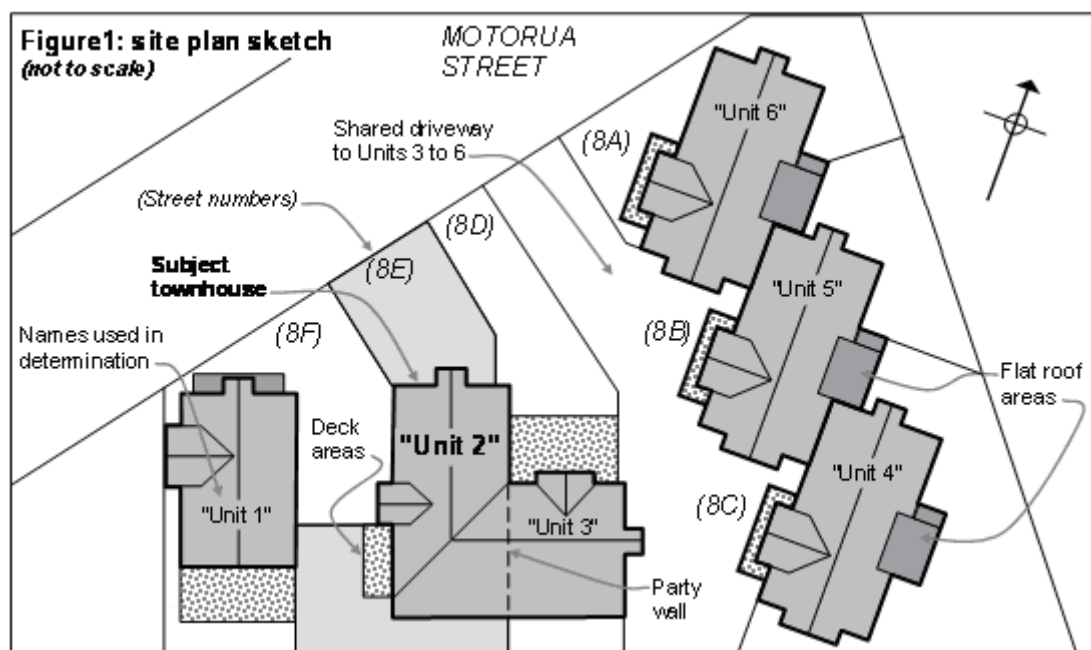 Figure1: site plan sketch
(not to scale)
MOTORUA
STREET
Shared driveway
to Units 3 to 6
(Street numbers)
Subject
townhouse
Names used in
determination
(8A)
"Unit 6"
(8D)
(8E)
(8F)
"Unit 5"
(8B)
Flat roof
areas
Deck
areas
"Unit 2"
"Unit 1"
"Unit 3"
"Unit 4"
(8C)
Party
wall